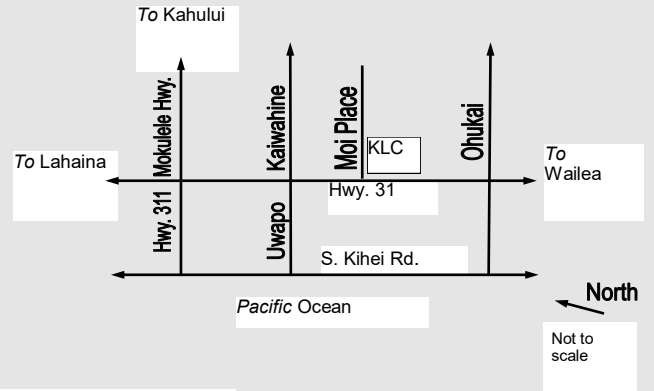 To Kahului
Hwy. 311 Mokulele Hwy.
Kaiwahine
Moi Place
Ohukai
KLC
To Lahaina
To
Wailea
Hwy. 31
Uwapo
S. Kihei Rd.
Pacific Ocean
North
Not to
scale